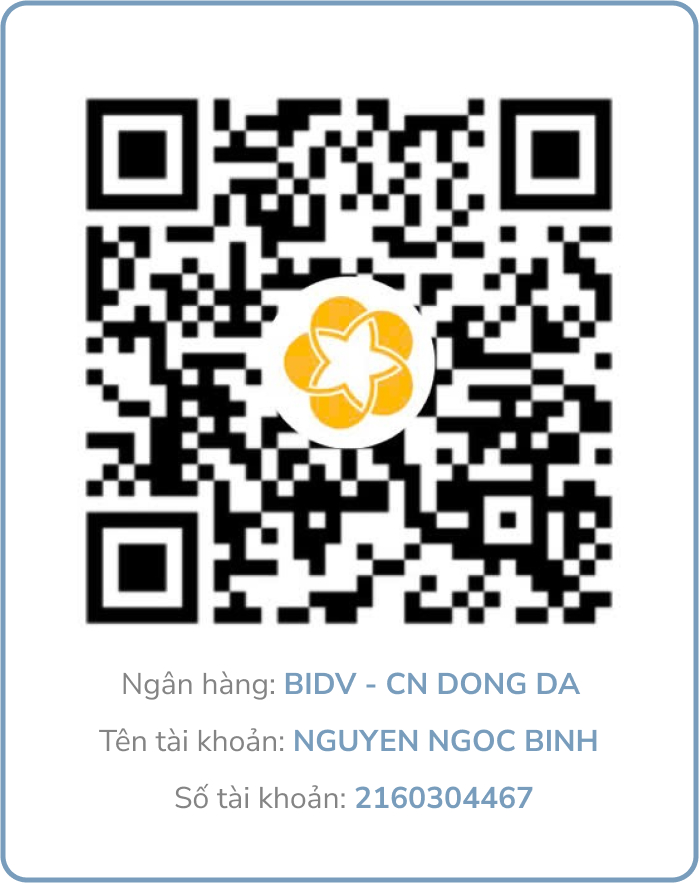 Ngân hàng: BIDV - CN DONG DA
Tên tài khoản: NGUYEN NGOC BINH
Số tài khoản: 2160304467